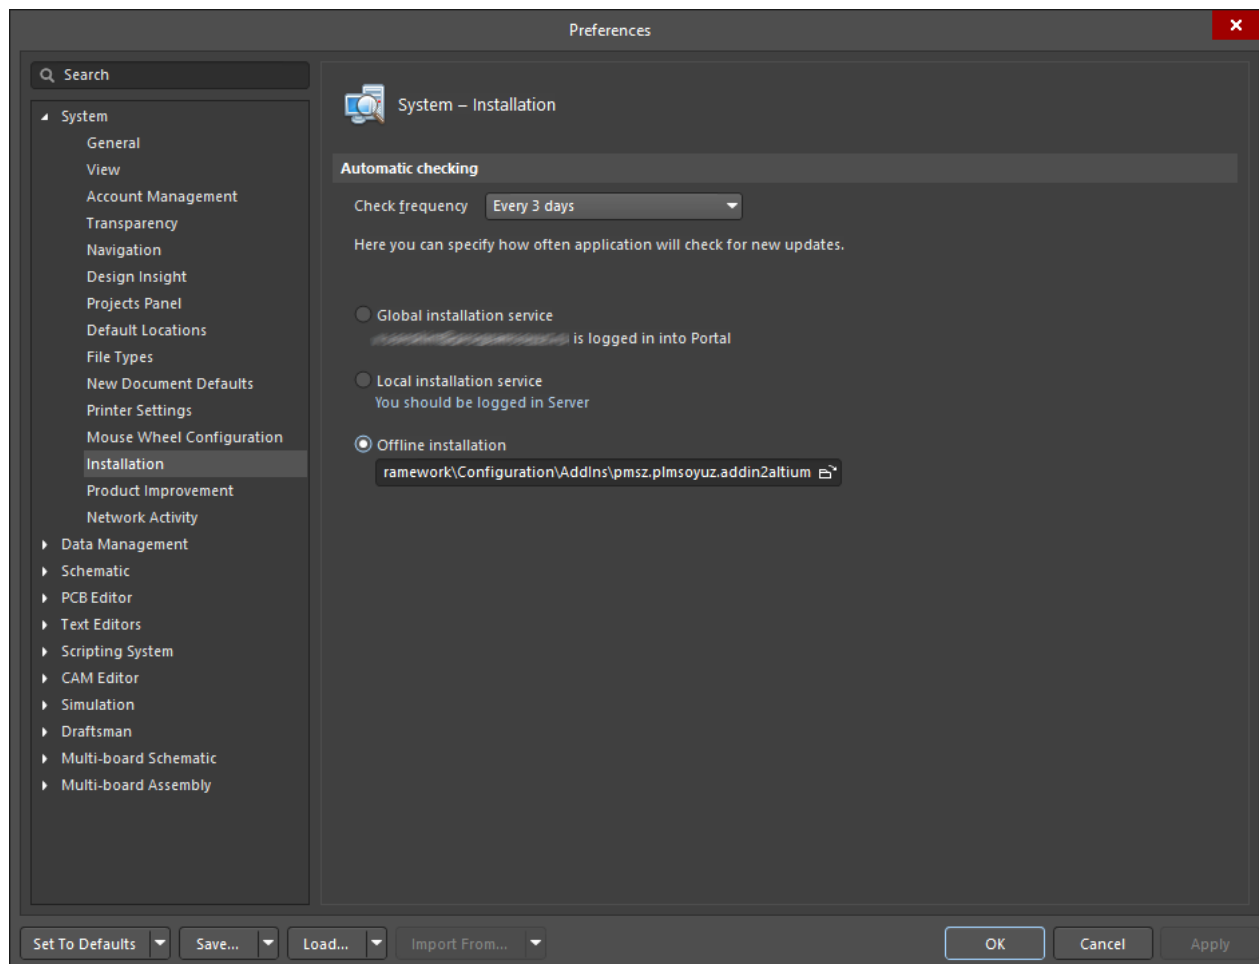 Preferences
Search
System
General
View
Account Management
Transparency
Navigation
Design Insight
Projects Panel
Default Locations
File Types
New Document Defaults
Printer Settings
Mouse Wheel Configuration
Installation
Product Improvement
Network Activity
Data Management
Schematic
PCB Editor
Text Editors
Scripting System
CAM Editor
Simulation
Draftsman
Multi-board Schematic
Multi-board Assembly
System – Installation
Automatic checking
Check frequency Every 3 days
Here you can specify how often application will check for new updates.
Global installation service
is logged in into Portal
Local installation service
You should be logged in Server
Offline installation
ramework\Configuration\AddIns\pmsz.plmsoyuz.addin2altium
Set To Defaults Save... Load... Import From... OK Cancel Apply